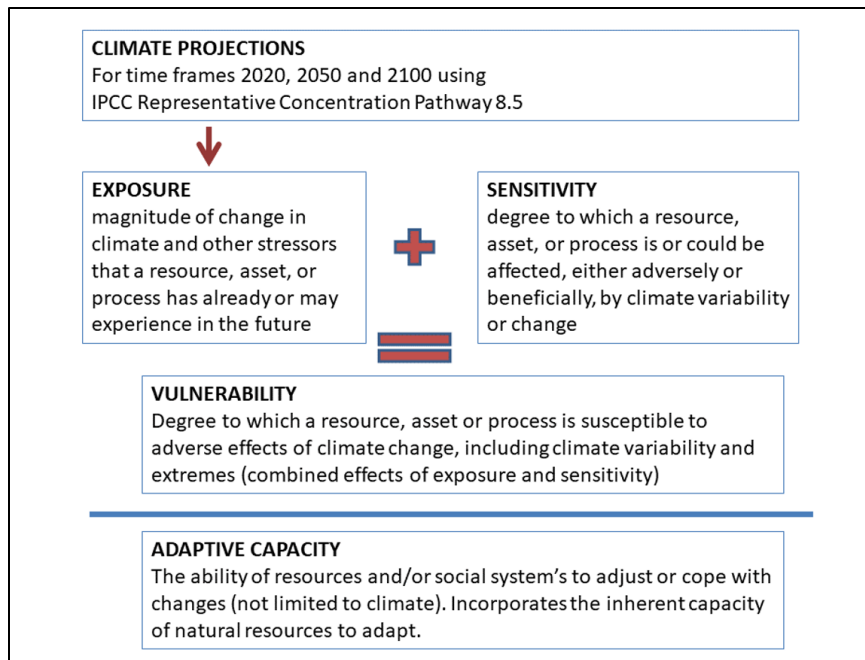 CLIMATE PROJECTIONS
For time frames 2020, 2050 and 2100 using
IPCC Representative Concentration Pathway 8.5
EXPOSURE
magnitude of change in
climate and other stressors
that a resource, asset, or
process has already or may
experience in the future
SENSITIVITY
degree to which a resource,
asset, or process is or could be
affected, either adversely or
beneficially, by climate variability
or change
VULNERABILITY
Degree to which a resource, asset or process is susceptible to
adverse effects of climate change, including climate variability and
extremes (combined effects of exposure and sensitivity)
ADAPTIVE CAPACITY
The ability of resources and/or social system's to adjust or cope with
changes (not limited to climate). Incorporates the inherent capacity
of natural resources to adapt.